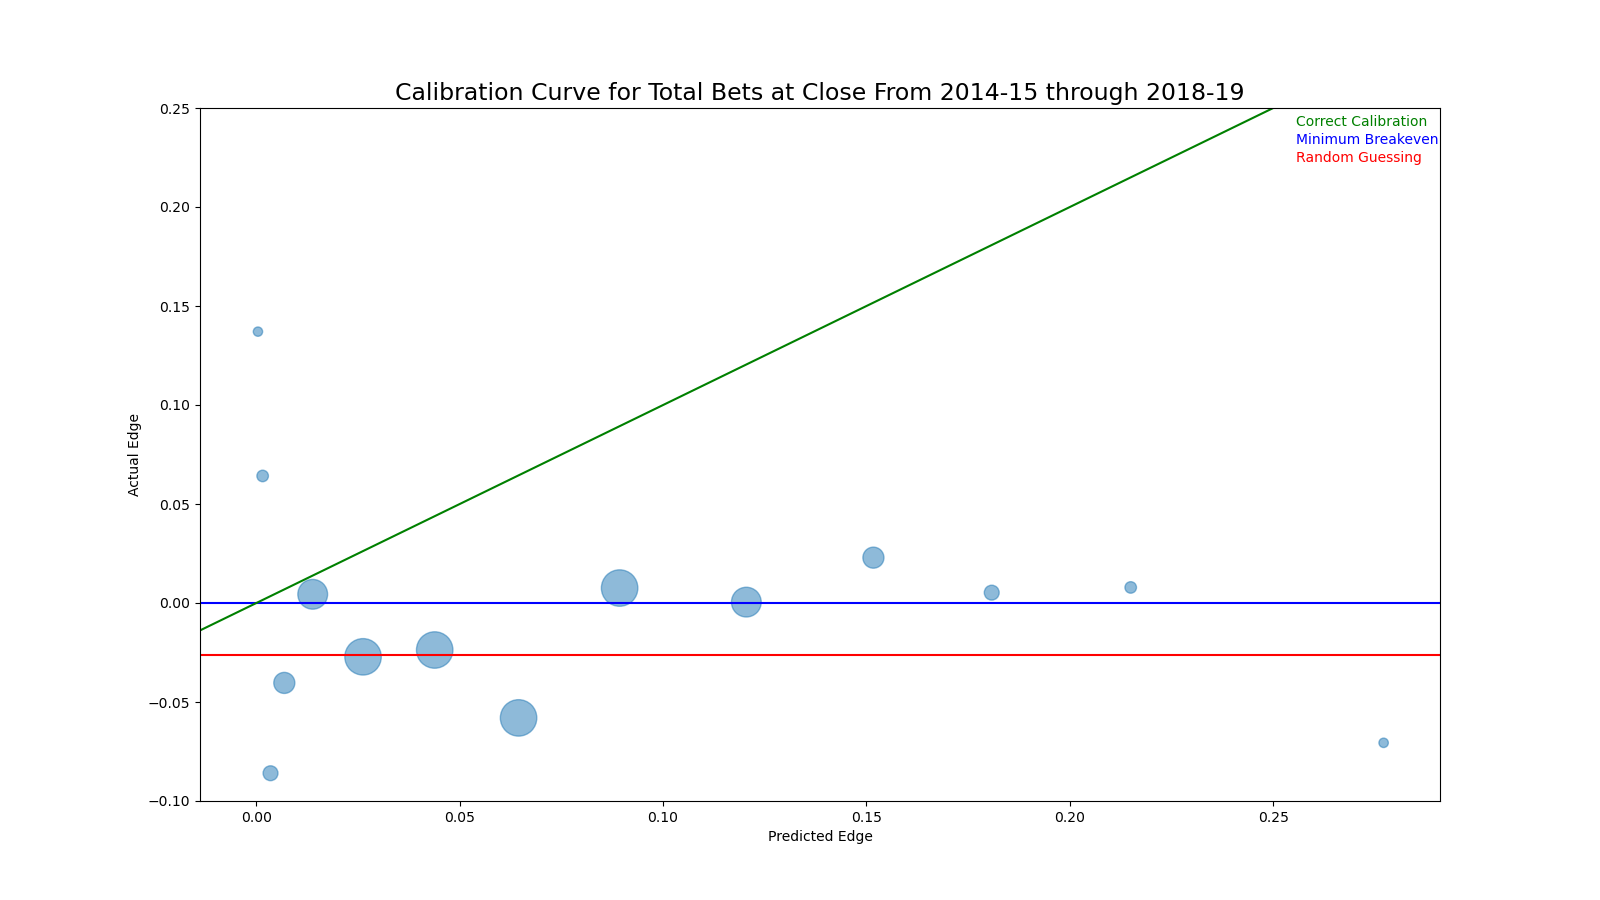 Calibration Curve for Total Bets at Close From 2014-15 through 2018-19
Correct Calibration
Minimum Breakeven
Random Guessing
0.25
0.20
0.15
0.10
0.05
0.00
−0.05
−0.10
Actual Edge
0.00 0.05 0.10 0.15 0.20 0.25
Predicted Edge